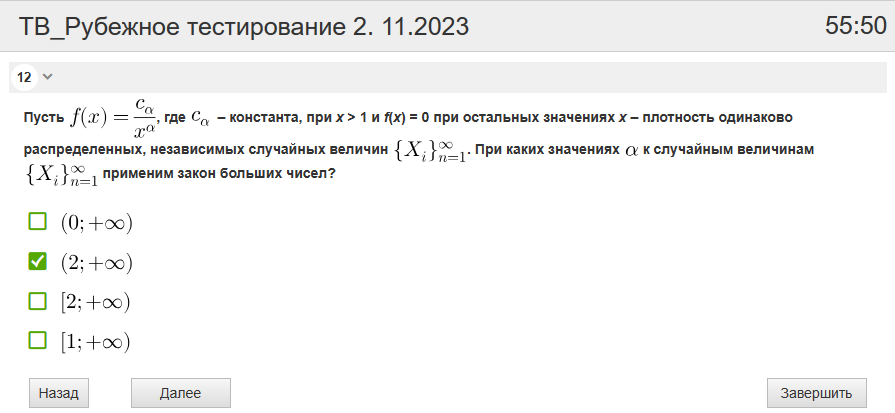 ТВ_Рубежное тестирование 2. 11.2023
55:50
12
Пусть f(x) = c_α / x^α, где c_α – константа, при x > 1 и f(x) = 0 при остальных значениях x – плотность одинаково
распределенных, независимых случайных величин {X_i}_{n=1}^∞. При каких значениях α к случайным величинам
{X_i}_{n=1}^∞ применим закон больших чисел?
(0; +∞)
(2; +∞)
[2; +∞)
[1; +∞)
Назад
Далее
Завершить